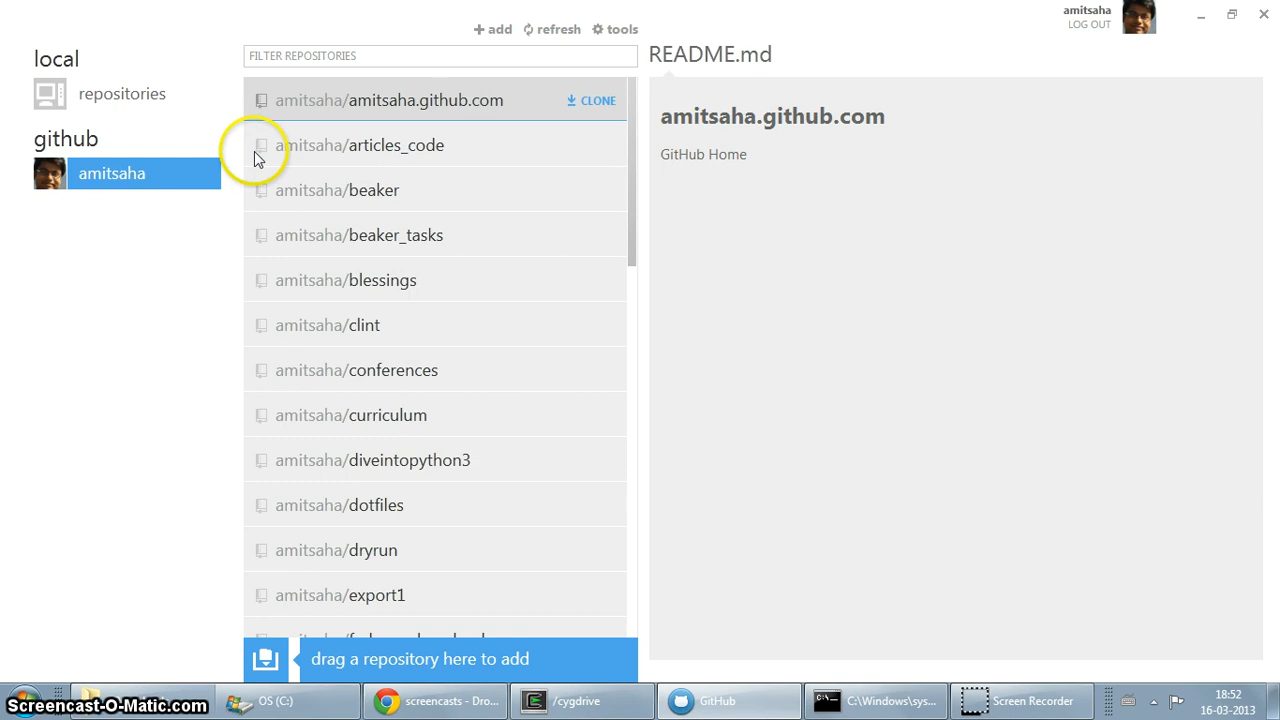 amitsaha
LOG OUT
add
refresh
tools
local
repositories
github
amitsaha
FILTER REPOSITORIES
amitsaha/amitsaha.github.com
CLONE
amitsaha/articles_code
amitsaha/beaker
amitsaha/beaker_tasks
amitsaha/blessings
amitsaha/clint
amitsaha/conferences
amitsaha/curriculum
amitsaha/diveintopython3
amitsaha/dotfiles
amitsaha/dryrun
amitsaha/export1
drag a repository here to add
README.md
amitsaha.github.com
GitHub Home
OS (C:)
screencasts - Dro...
/cygdrive
GitHub
C:\Windows\sys...
Screen Recorder
18:52
16-03-2013
Screencast-O-Matic.com